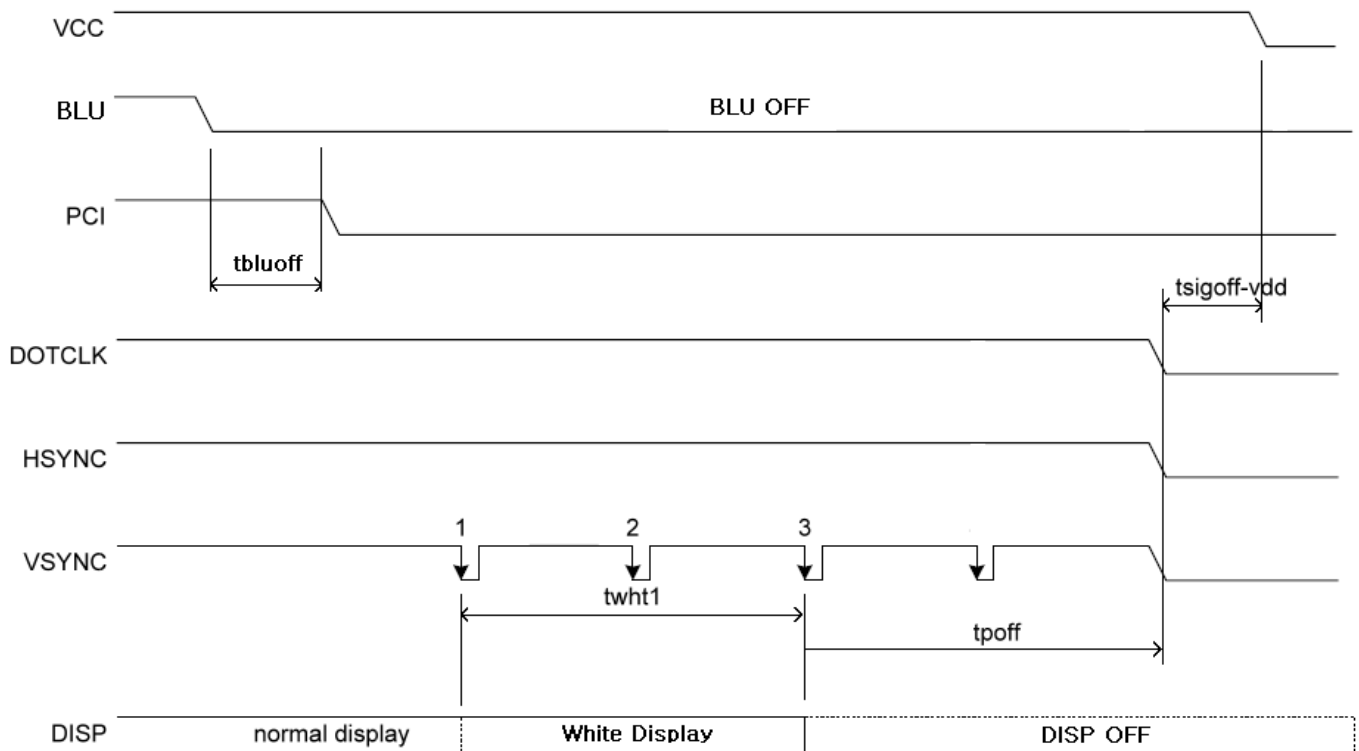 VCC
BLU
BLU OFF
PCI
tbluoff
tsigoff-vdd
DOTCLK
HSYNC
1 2 3
VSYNC
twht1
tpoff
DISP normal display White Display DISP OFF